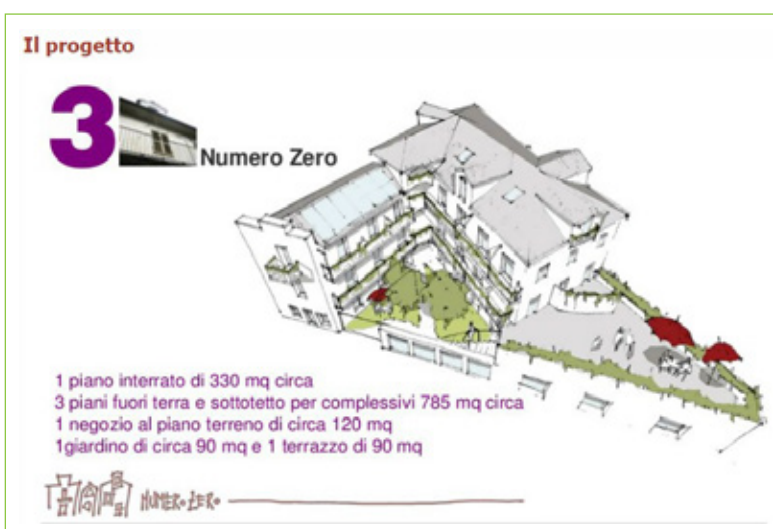 Il progetto
3
Numero Zero
1 piano interrato di 330 mq circa
3 piani fuori terra e sottotetto per complessivi 785 mq circa
1 negozio al piano terreno di circa 120 mq
1giardino di circa 90 mq e 1 terrazzo di 90 mq
NUMERO ZERO